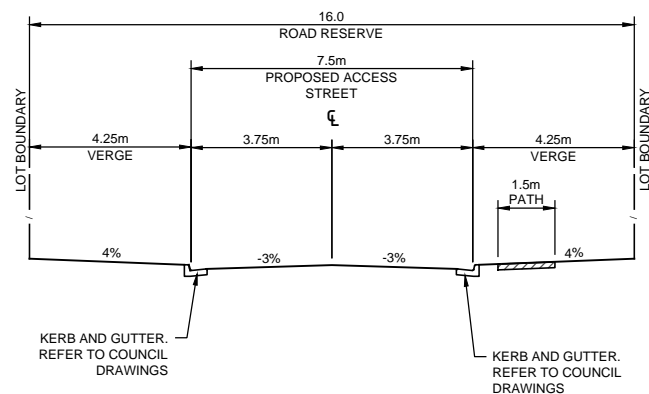 16.0
ROAD RESERVE
7.5m
PROPOSED ACCESS
STREET
℄
4.25m
VERGE
3.75m
3.75m
4.25m
VERGE
LOT BOUNDARY
LOT BOUNDARY
1.5m
PATH
4%
-3%
-3%
4%
KERB AND GUTTER.
REFER TO COUNCIL
DRAWINGS
KERB AND GUTTER.
REFER TO COUNCIL
DRAWINGS